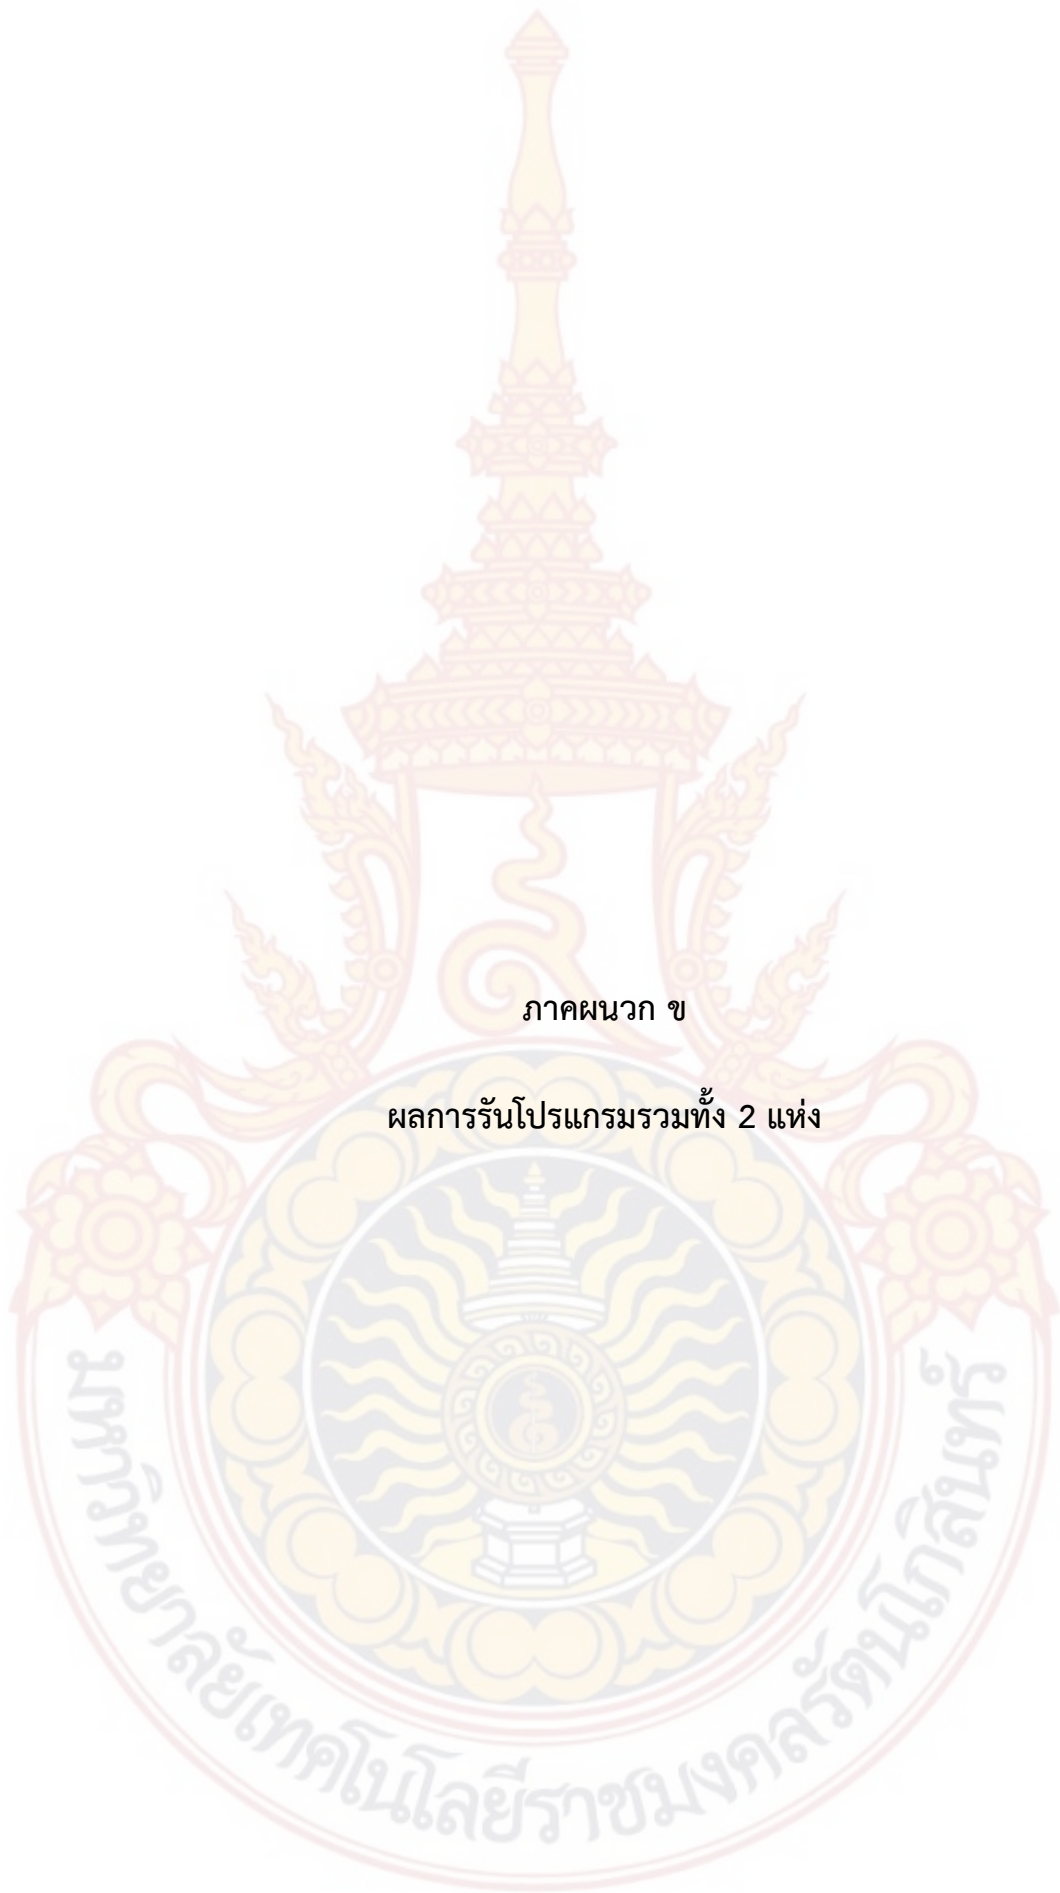 ภาคผนวก ข
ผลการรันโปรแกรมรวมทั้ง 2 แห่ง
มหาวิทยาลัยเทคโนโลยีราชมงคลรัตนโกสินทร์